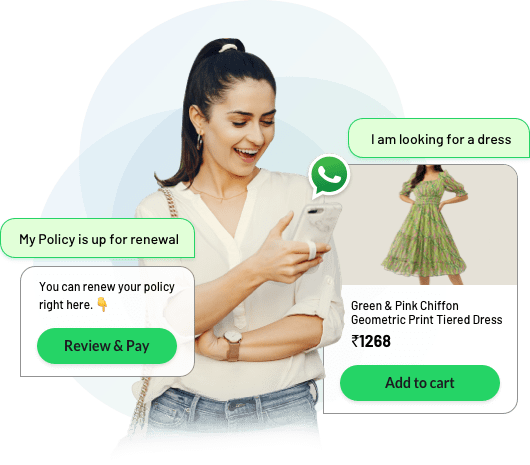 I am looking for a dress
My Policy is up for renewal
You can renew your policy
right here. 👇
Review & Pay
Green & Pink Chiffon
Geometric Print Tiered Dress
₹1268
Add to cart